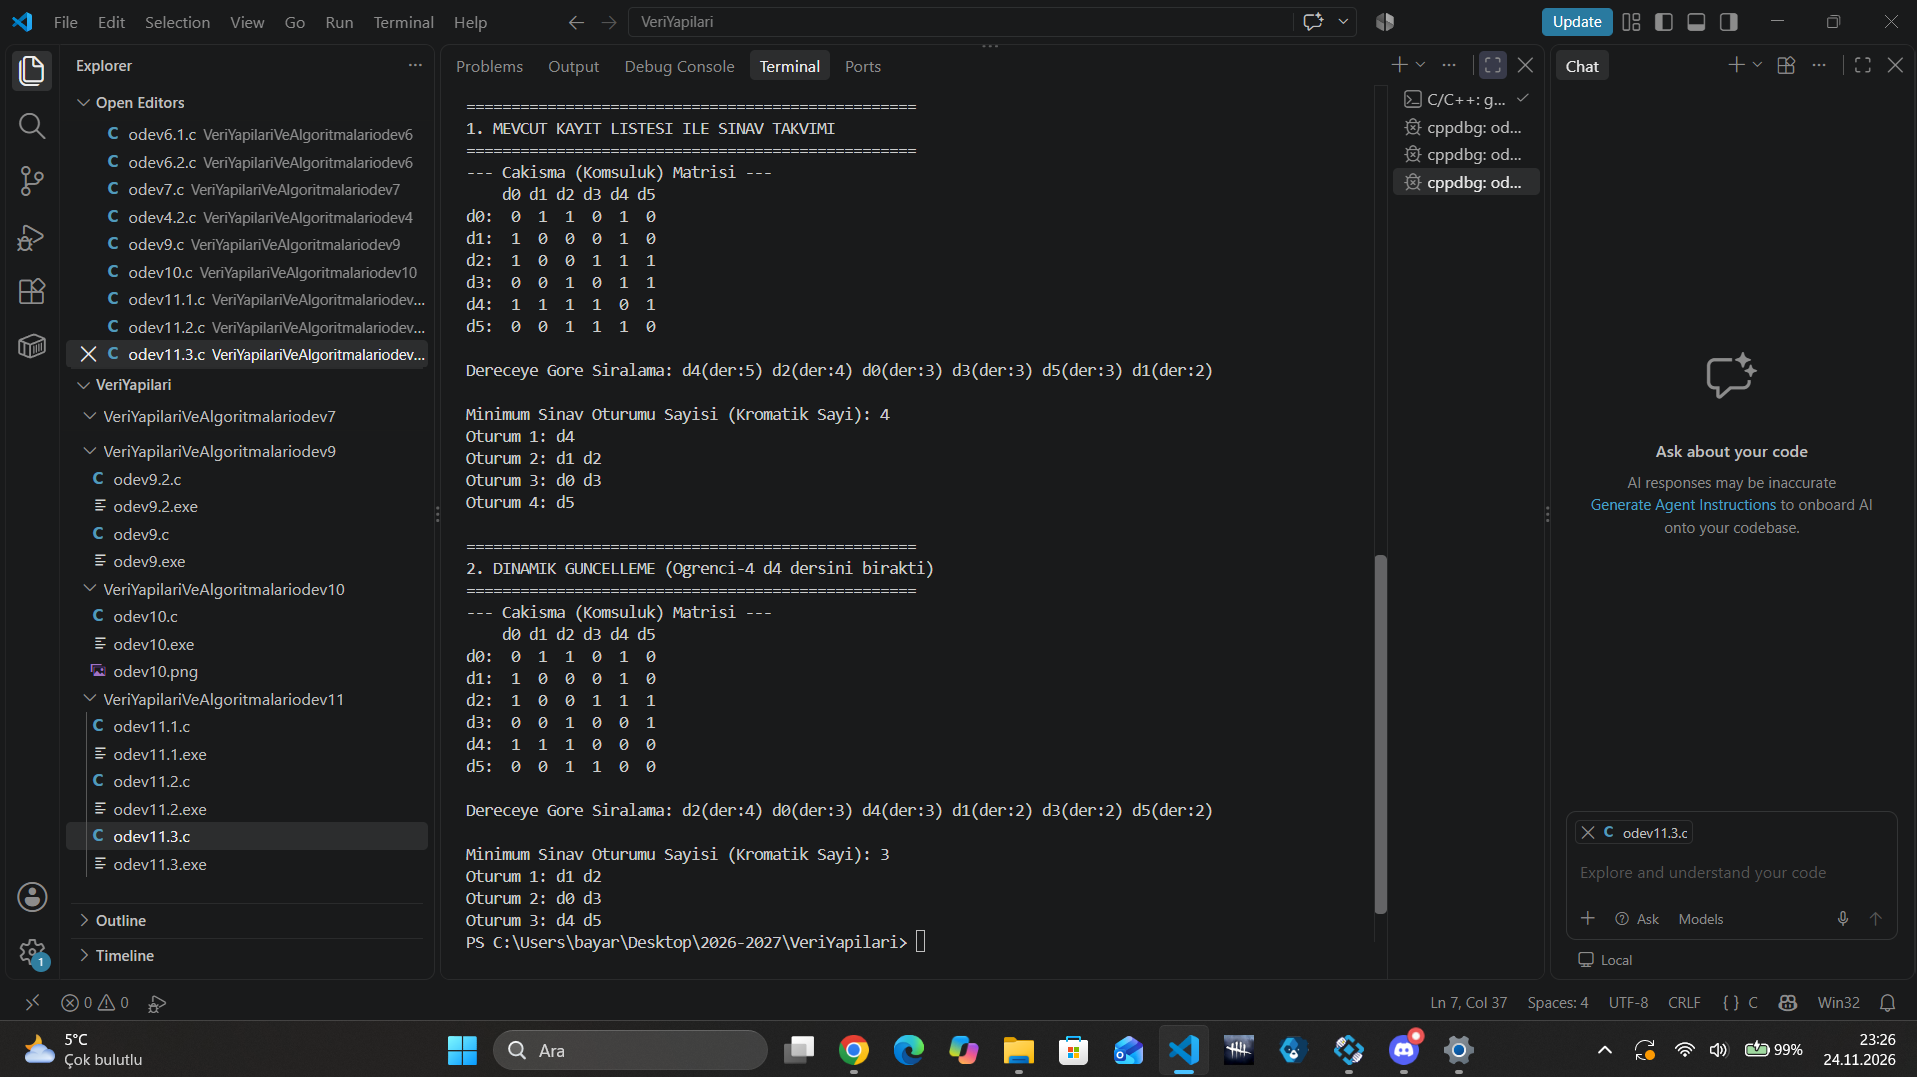 File Edit Selection View Go Run Terminal Help
VeriYapilari
Update
Explorer
Open Editors
C odev6.1.c VeriYapilariVeAlgoritmalariodev6
C odev6.2.c VeriYapilariVeAlgoritmalariodev6
C odev7.c VeriYapilariVeAlgoritmalariodev7
C odev4.2.c VeriYapilariVeAlgoritmalariodev4
C odev9.c VeriYapilariVeAlgoritmalariodev9
C odev10.c VeriYapilariVeAlgoritmalariodev10
C odev11.1.c VeriYapilariVeAlgoritmalariodev...
C odev11.2.c VeriYapilariVeAlgoritmalariodev...
C odev11.3.c VeriYapilariVeAlgoritmalariodev...
VeriYapilari
VeriYapilariVeAlgoritmalariodev7
VeriYapilariVeAlgoritmalariodev9
C odev9.2.c
odev9.2.exe
C odev9.c
odev9.exe
VeriYapilariVeAlgoritmalariodev10
C odev10.c
odev10.exe
odev10.png
VeriYapilariVeAlgoritmalariodev11
C odev11.1.c
odev11.1.exe
C odev11.2.c
odev11.2.exe
C odev11.3.c
odev11.3.exe
Outline
Timeline
1
Problems Output Debug Console Terminal Ports
==================================================
1. MEVCUT KAYIT LISTESI ILE SINAV TAKVIMI
==================================================
--- Cakisma (Komsuluk) Matrisi ---
d0 d1 d2 d3 d4 d5
d0: 0 1 1 0 1 0
d1: 1 0 0 0 1 0
d2: 1 0 0 1 1 1
d3: 0 0 1 0 1 1
d4: 1 1 1 1 0 1
d5: 0 0 1 1 1 0
Dereceye Gore Siralama: d4(der:5) d2(der:4) d0(der:3) d3(der:3) d5(der:3) d1(der:2)
Minimum Sinav Oturumu Sayisi (Kromatik Sayi): 4
Oturum 1: d4
Oturum 2: d1 d2
Oturum 3: d0 d3
Oturum 4: d5
==================================================
2. DINAMIK GUNCELLEME (Ogrenci-4 d4 dersini birakti)
==================================================
--- Cakisma (Komsuluk) Matrisi ---
d0 d1 d2 d3 d4 d5
d0: 0 1 1 0 1 0
d1: 1 0 0 0 1 0
d2: 1 0 0 1 1 1
d3: 0 0 1 0 0 1
d4: 1 1 1 0 0 0
d5: 0 0 1 1 0 0
Dereceye Gore Siralama: d2(der:4) d0(der:3) d4(der:3) d1(der:2) d3(der:2) d5(der:2)
Minimum Sinav Oturumu Sayisi (Kromatik Sayi): 3
Oturum 1: d1 d2
Oturum 2: d0 d3
Oturum 3: d4 d5
PS C:\Users\bayar\Desktop\2026-2027\VeriYapilari>
C/C++: g...
cppdbg: od...
cppdbg: od...
cppdbg: od...
Chat
Ask about your code
AI responses may be inaccurate
Generate Agent Instructions to onboard AI
onto your codebase.
C odev11.3.c
Explore and understand your code
Ask Models
Local
0 0
Ln 7, Col 37 Spaces: 4 UTF-8 CRLF { } C Win32
5°C
Çok bulutlu
Ara
99%
23:26
24.11.2026